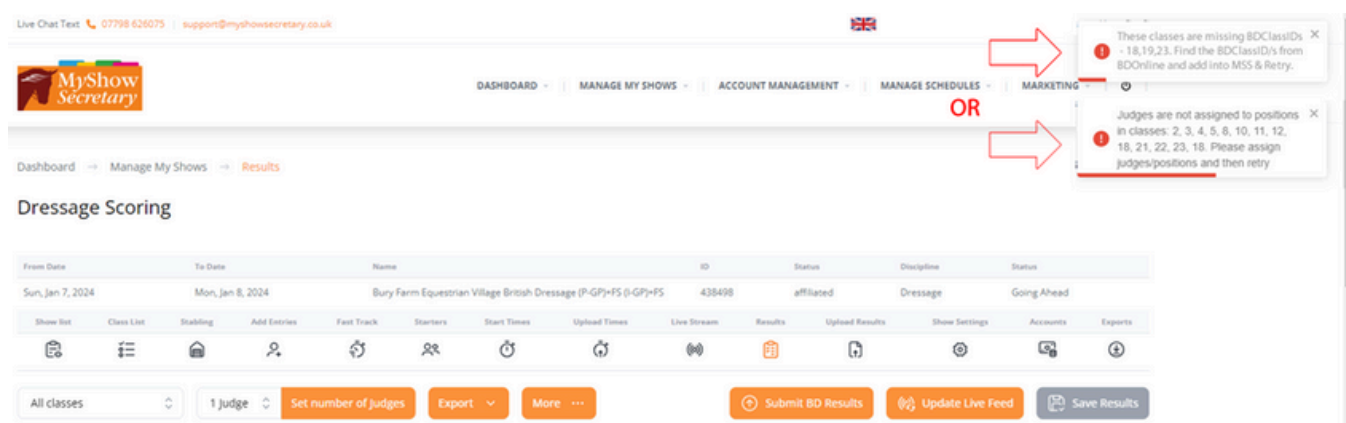 Live Chat Text 07798 626075 support@myshowsecretary.co.uk
These classes are missing BDClassIDs
- 18,19,23. Find the BDClassID/s from
BDOnline and add into MSS & Retry.
MyShow
Secretary
DASHBOARD MANAGE MY SHOWS ACCOUNT MANAGEMENT MANAGE SCHEDULES MARKETING
OR
Judges are not assigned to positions
in classes: 2, 3, 4, 5, 8, 10, 11, 12,
18, 21, 22, 23, 18. Please assign
judges/positions and then retry
Dashboard → Manage My Shows → Results
Dressage Scoring
From Date To Date Name ID Status Discipline Status
Sun, Jan 7, 2024 Mon, Jan 8, 2024 Bury Farm Equestrian Village British Dressage (P-GP)+FS (I-GP)+FS 438498 affiliated Dressage Going Ahead
Show list Class List Stabling Add Entries Fast Track Starters Start Times Upload Times Live Stream Results Upload Results Show Settings Accounts Exports
All classes 1 Judge Set number of Judges Export More ... Submit BD Results Update Live Feed Save Results